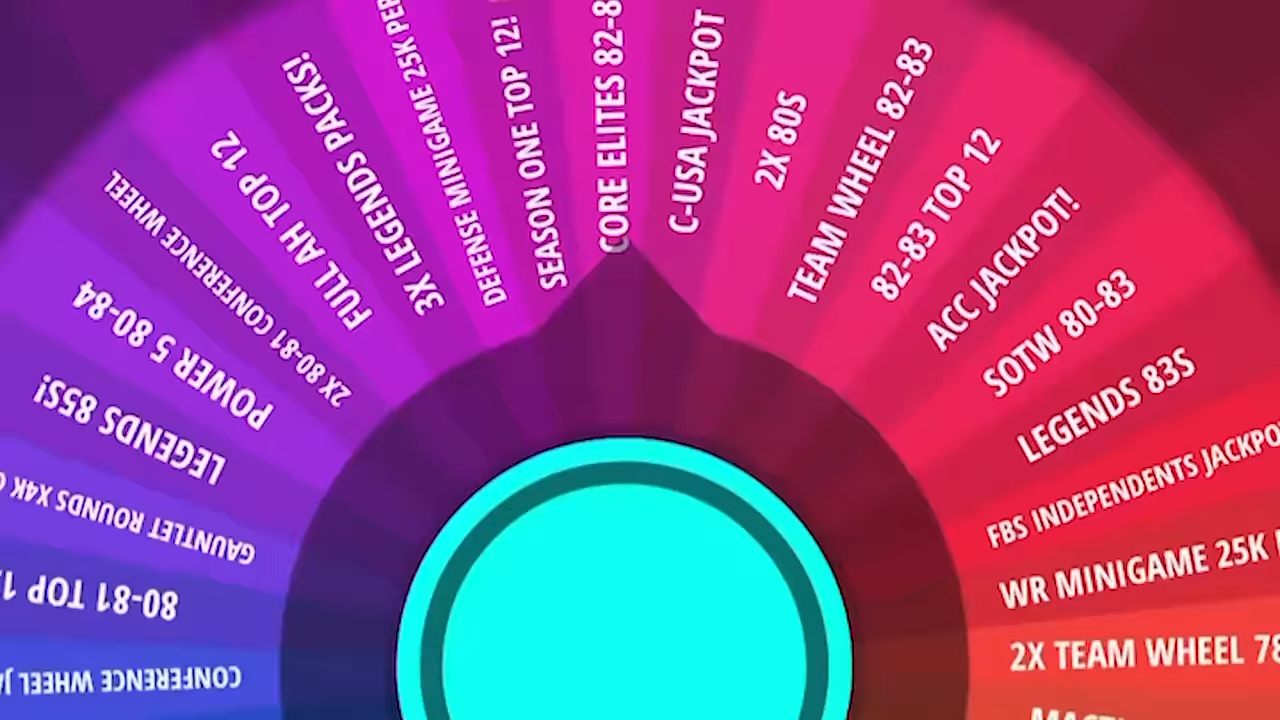 CONFERENCE WHEEL
80-81 TOP
GAUNTLET ROUNDS X4K
LEGENDS 85S!
POWER 5 80-84
2X 80-81 CONFERENCE WHEEL
FULL AH TOP 12
3X LEGENDS PACKS!
DEFENSE MINIGAME 25K PER
SEASON ONE TOP 12!
CORE ELITES 82-8
C-USA JACKPOT
2X 80S
TEAM WHEEL 82-83
82-83 TOP 12
ACC JACKPOT!
SOTW 80-83
LEGENDS 83S
FBS INDEPENDENTS JACKPO
WR MINIGAME 25K
2X TEAM WHEEL 78